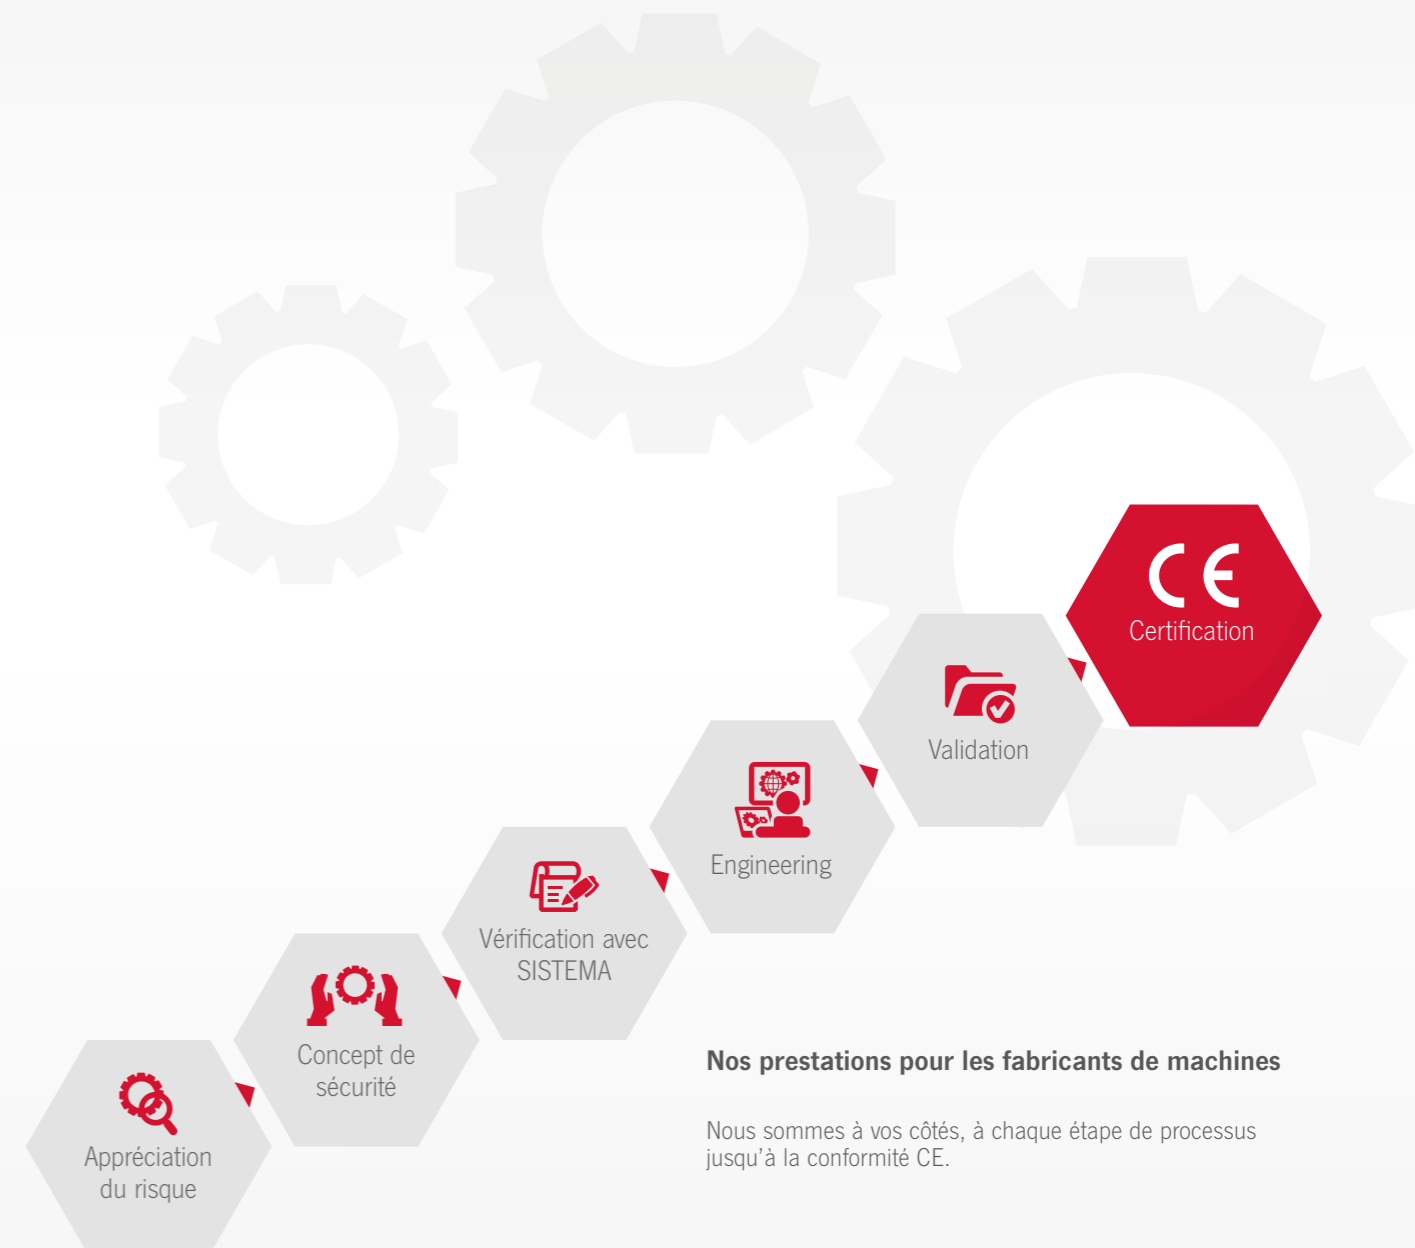 CE
Certification
Validation
Engineering
Vérification avec
SISTEMA
Concept de
sécurité
Appréciation
du risque
Nos prestations pour les fabricants de machines
Nous sommes à vos côtés, à chaque étape de processus
jusqu'à la conformité CE.